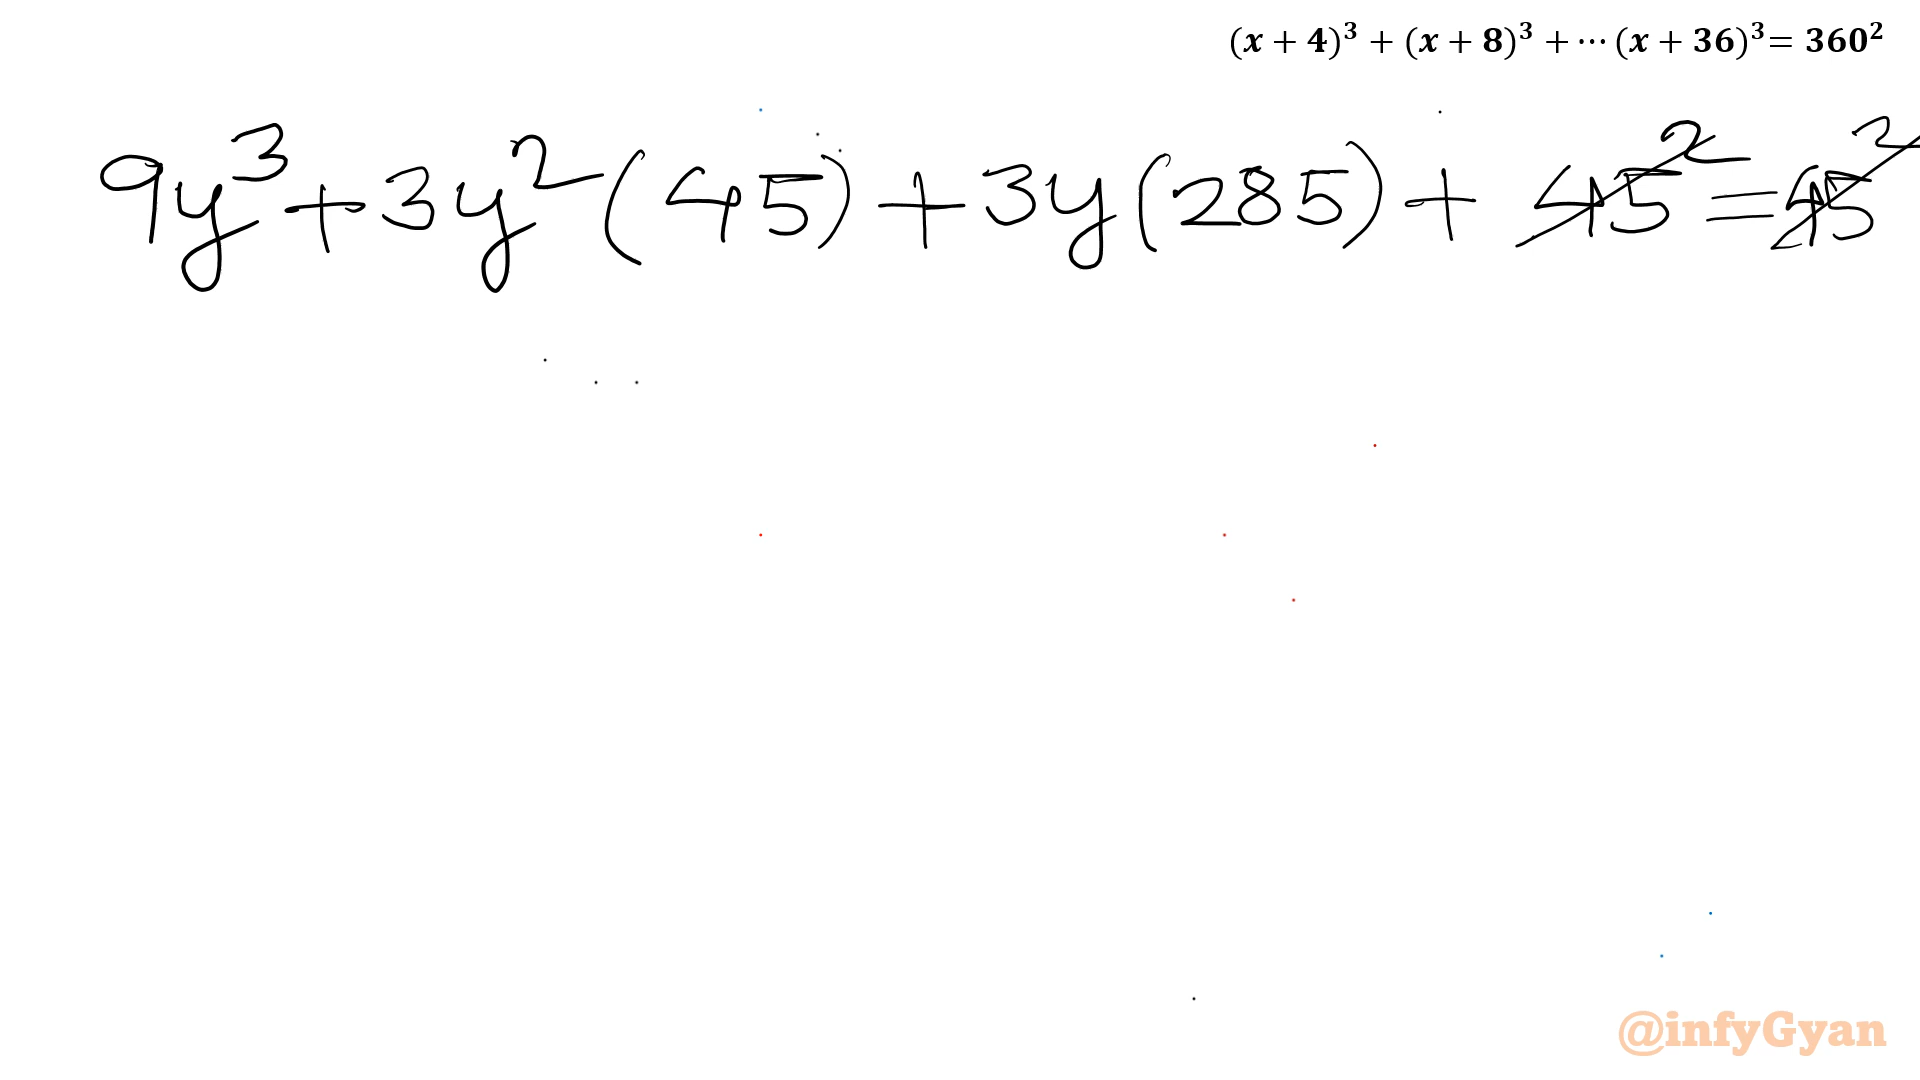 (x + 4)³ + (x + 8)³ + ⋯ (x + 36)³= 360²
9y³ + 3y² (45) + 3y (285) + 45² = 45²
@infyGyan